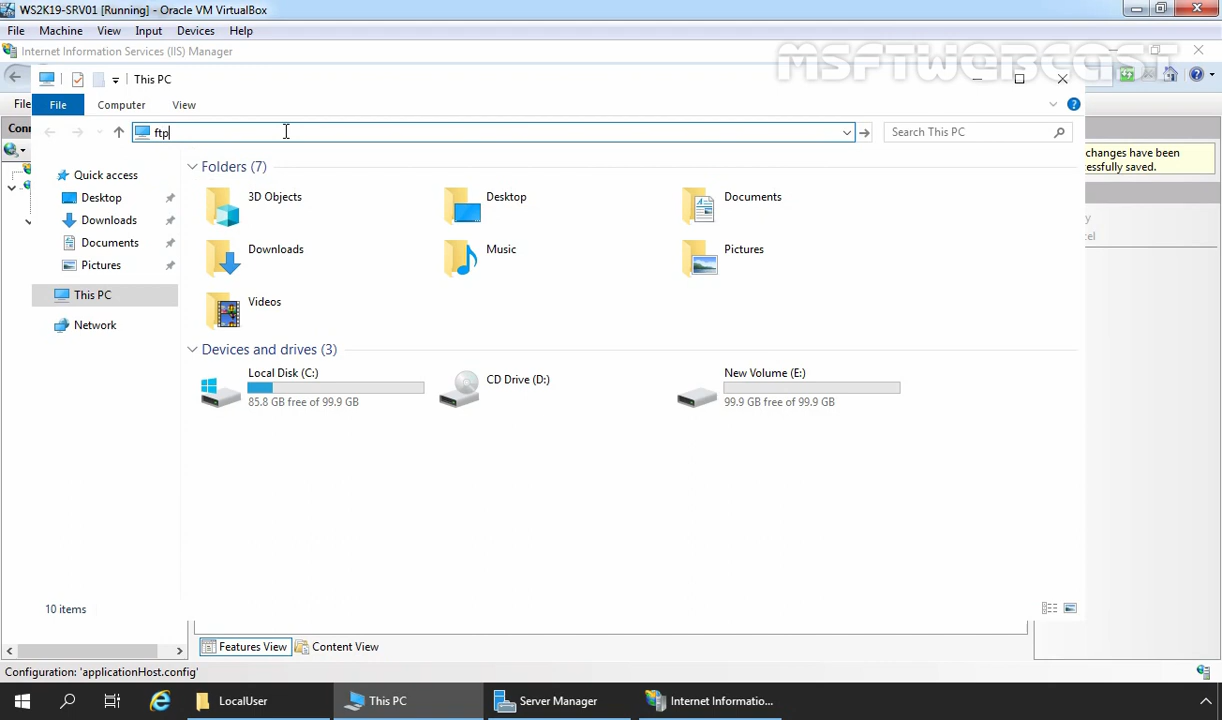 WS2K19-SRV01 [Running] - Oracle VM VirtualBox
File Machine View Input Devices Help
Internet Information Services (IIS) Manager
MSFTWEBCAST
This PC
File Computer View
File
ftp
Search This PC
Conn
changes have been
essfully saved.
Folders (7)
Quick access
Desktop
Downloads
Documents
Pictures
This PC
Network
3D Objects
Desktop
Documents
Downloads
Music
Pictures
Videos
Devices and drives (3)
Local Disk (C:)
85.8 GB free of 99.9 GB
CD Drive (D:)
New Volume (E:)
99.9 GB free of 99.9 GB
y
el
10 items
Features View Content View
Configuration: 'applicationHost.config'
LocalUser
This PC
Server Manager
Internet Informatio...